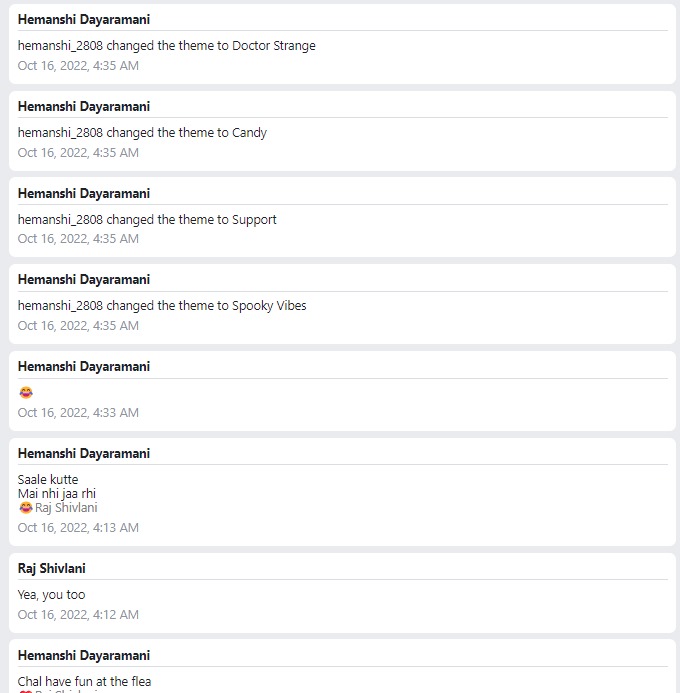 Hemanshi Dayaramani
hemanshi_2808 changed the theme to Doctor Strange
Oct 16, 2022, 4:35 AM
Hemanshi Dayaramani
hemanshi_2808 changed the theme to Candy
Oct 16, 2022, 4:35 AM
Hemanshi Dayaramani
hemanshi_2808 changed the theme to Support
Oct 16, 2022, 4:35 AM
Hemanshi Dayaramani
hemanshi_2808 changed the theme to Spooky Vibes
Oct 16, 2022, 4:35 AM
Hemanshi Dayaramani
😂
Oct 16, 2022, 4:33 AM
Hemanshi Dayaramani
Saale kutte
Mai nhi jaa rhi
😂Raj Shivlani
Oct 16, 2022, 4:13 AM
Raj Shivlani
Yea, you too
Oct 16, 2022, 4:12 AM
Hemanshi Dayaramani
Chal have fun at the flea